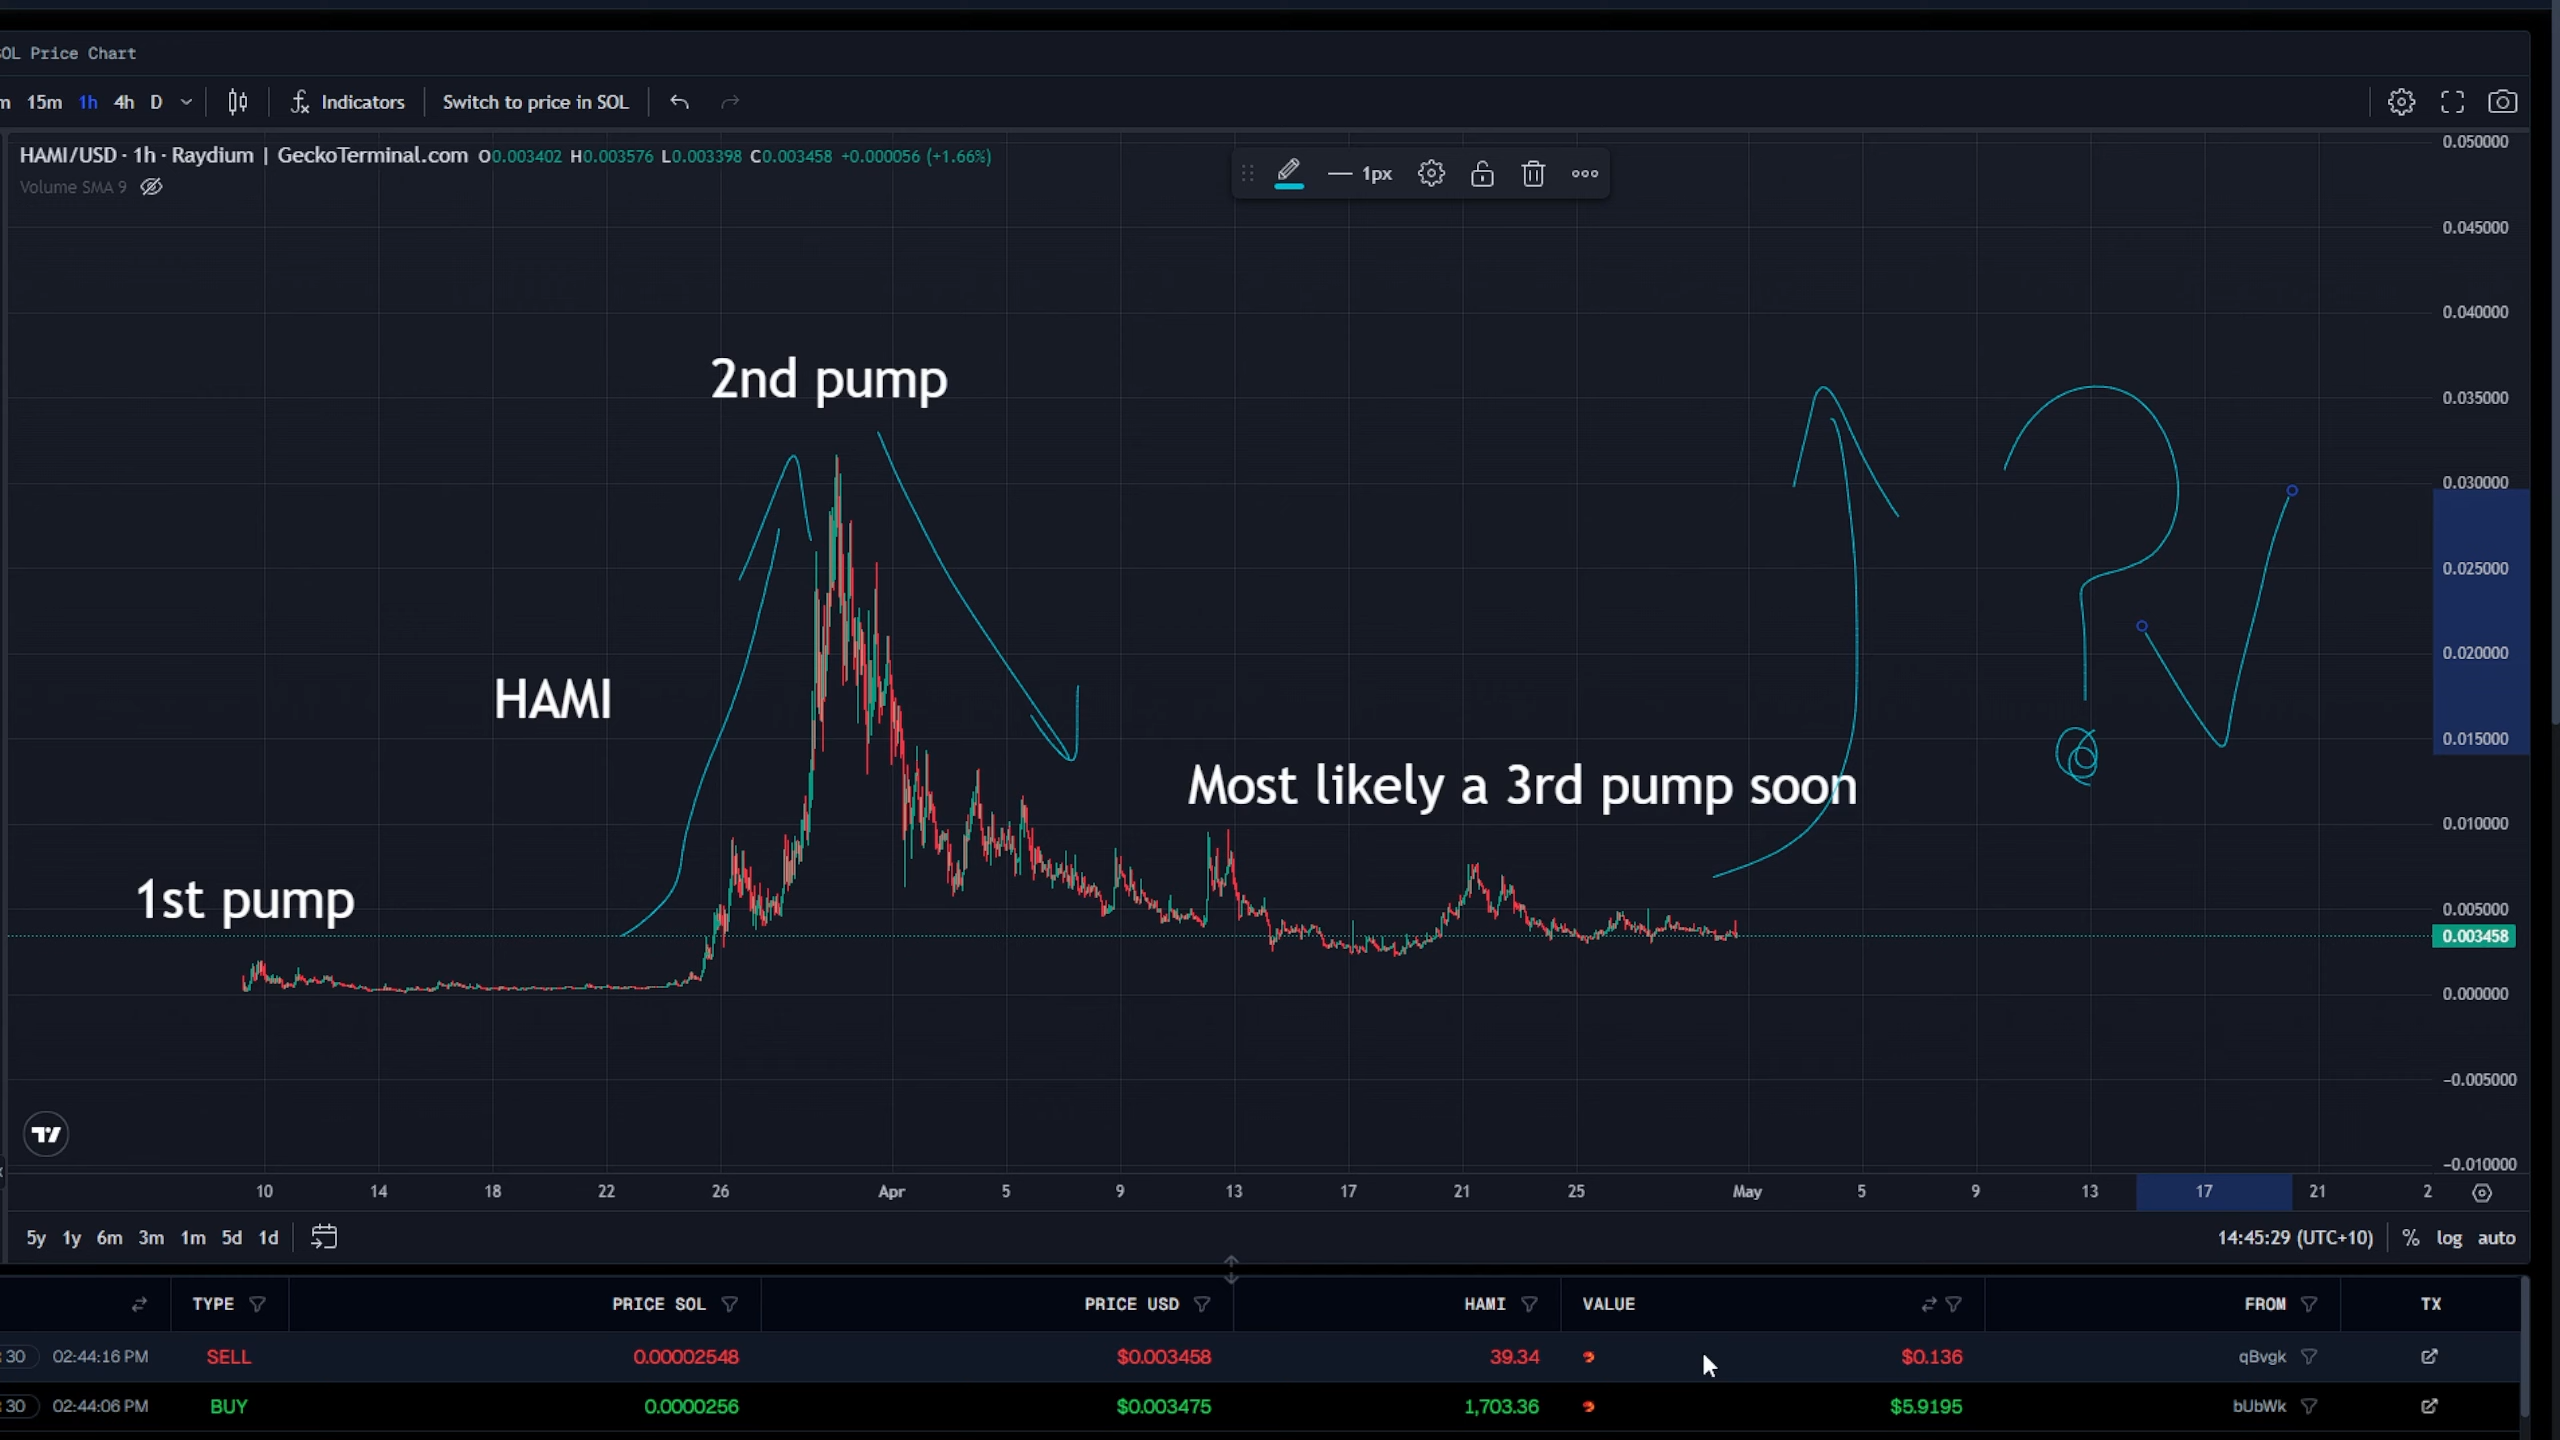 OL Price Chart
m 15m 1h 4h D Indicators Switch to price in SOL
HAMI/USD · 1h · Raydium | GeckoTerminal.com O0.003402 H0.003576 L0.003398 C0.003458 +0.000056 (+1.66%)
Volume SMA 9
1px
0.050000
0.045000
0.040000
0.035000
0.030000
0.025000
0.020000
0.015000
0.010000
0.005000
0.003458
0.000000
-0.005000
-0.010000
2nd pump
HAMI
Most likely a 3rd pump soon
1st pump
10 14 18 22 26 Apr 5 9 13 17 21 25 May 5 9 13 17 21 2
5y 1y 6m 3m 1m 5d 1d 14:45:29 (UTC+10) % log auto
TYPE PRICE SOL PRICE USD HAMI VALUE FROM TX
30 02:44:16 PM SELL 0.00002548 $0.003458 39.34 $0.136 qBvgk
30 02:44:06 PM BUY 0.0000256 $0.003475 1,703.36 $5.9195 bUbWk